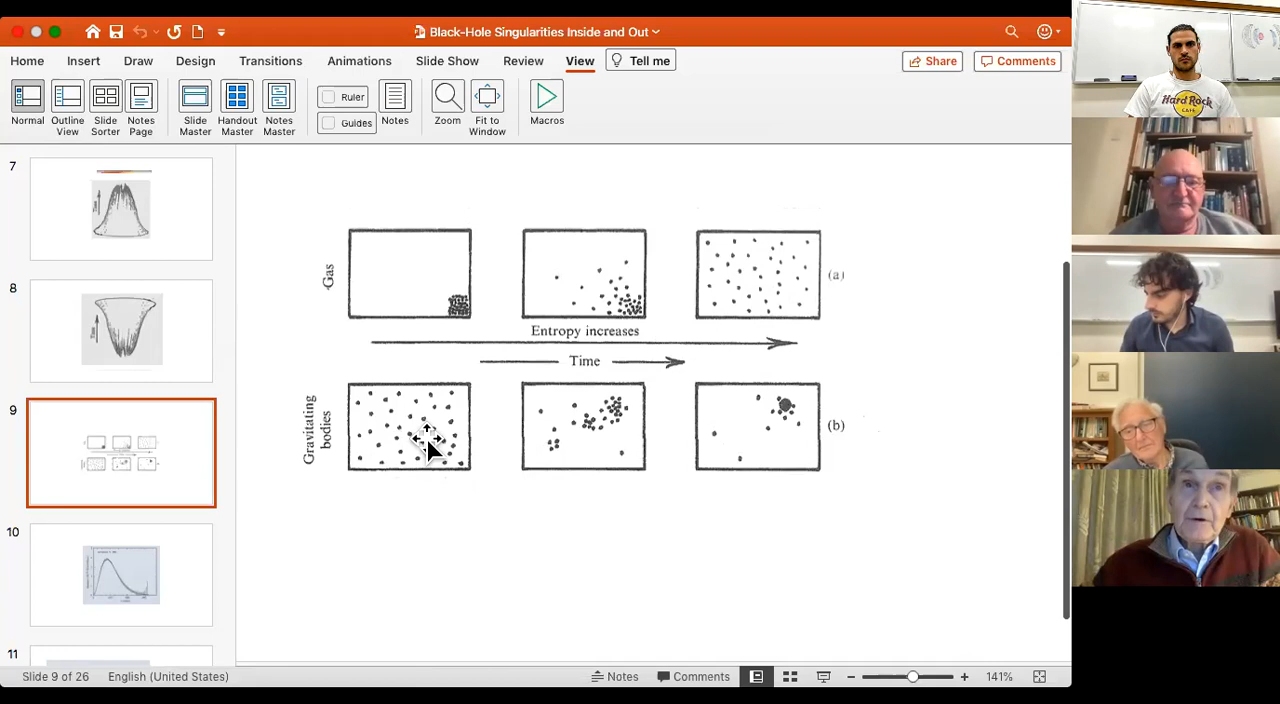 Black-Hole Singularities Inside and Out
Home Insert Draw Design Transitions Animations Slide Show Review View Tell me Share Comments
Normal Outline View Slide Sorter Notes Page Slide Master Handout Master Notes Master Ruler Guides Notes Zoom Fit to Window Macros
7
8
9
10
11
Gas
(a)
Entropy increases
Time
Gravitating bodies
(b)
Hard Rock
CAFE
Slide 9 of 28 English (United States) Notes Comments 141%